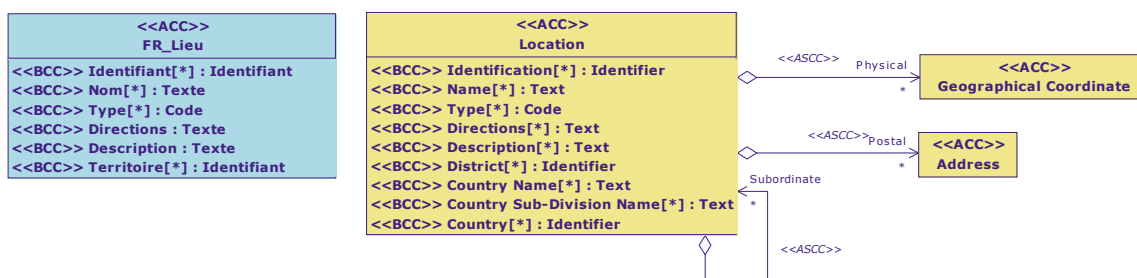 <<ACC>>
FR_Lieu
<<BCC>> Identifiant[*] : Identifiant
<<BCC>> Nom[*] : Texte
<<BCC>> Type[*] : Code
<<BCC>> Directions : Texte
<<BCC>> Description : Texte
<<BCC>> Territoire[*] : Identifiant
<<ACC>>
Location
<<BCC>> Identification[*] : Identifier
<<BCC>> Name[*] : Text
<<BCC>> Type[*] : Code
<<BCC>> Directions[*] : Text
<<BCC>> Description[*] : Text
<<BCC>> District[*] : Identifier
<<BCC>> Country Name[*] : Text
<<BCC>> Country Sub-Division Name[*] : Text
<<BCC>> Country[*] : Identifier
<<ASCC>>
Physical
*
<<ACC>>
Geographical Coordinate
<<ASCC>>
Postal
*
<<ACC>>
Address
Subordinate
*
<<ASCC>>